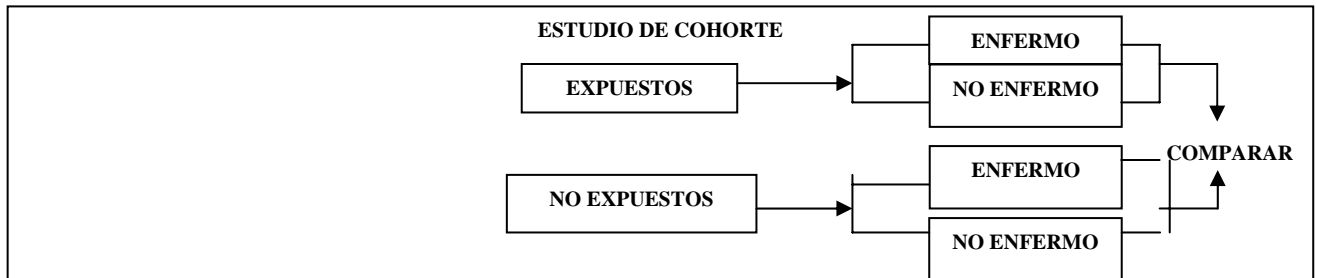 ESTUDIO DE COHORTE
ENFERMO
EXPUESTOS
NO ENFERMO
ENFERMO
COMPARAR
NO EXPUESTOS
NO ENFERMO